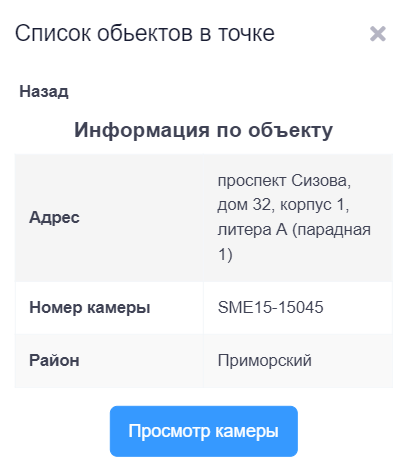 Список обьектов в точке
Назад
Информация по объекту
Адрес
проспект Сизова,
дом 32, корпус 1,
литера А (парадная
1)
Номер камеры
SME15-15045
Район
Приморский
Просмотр камеры